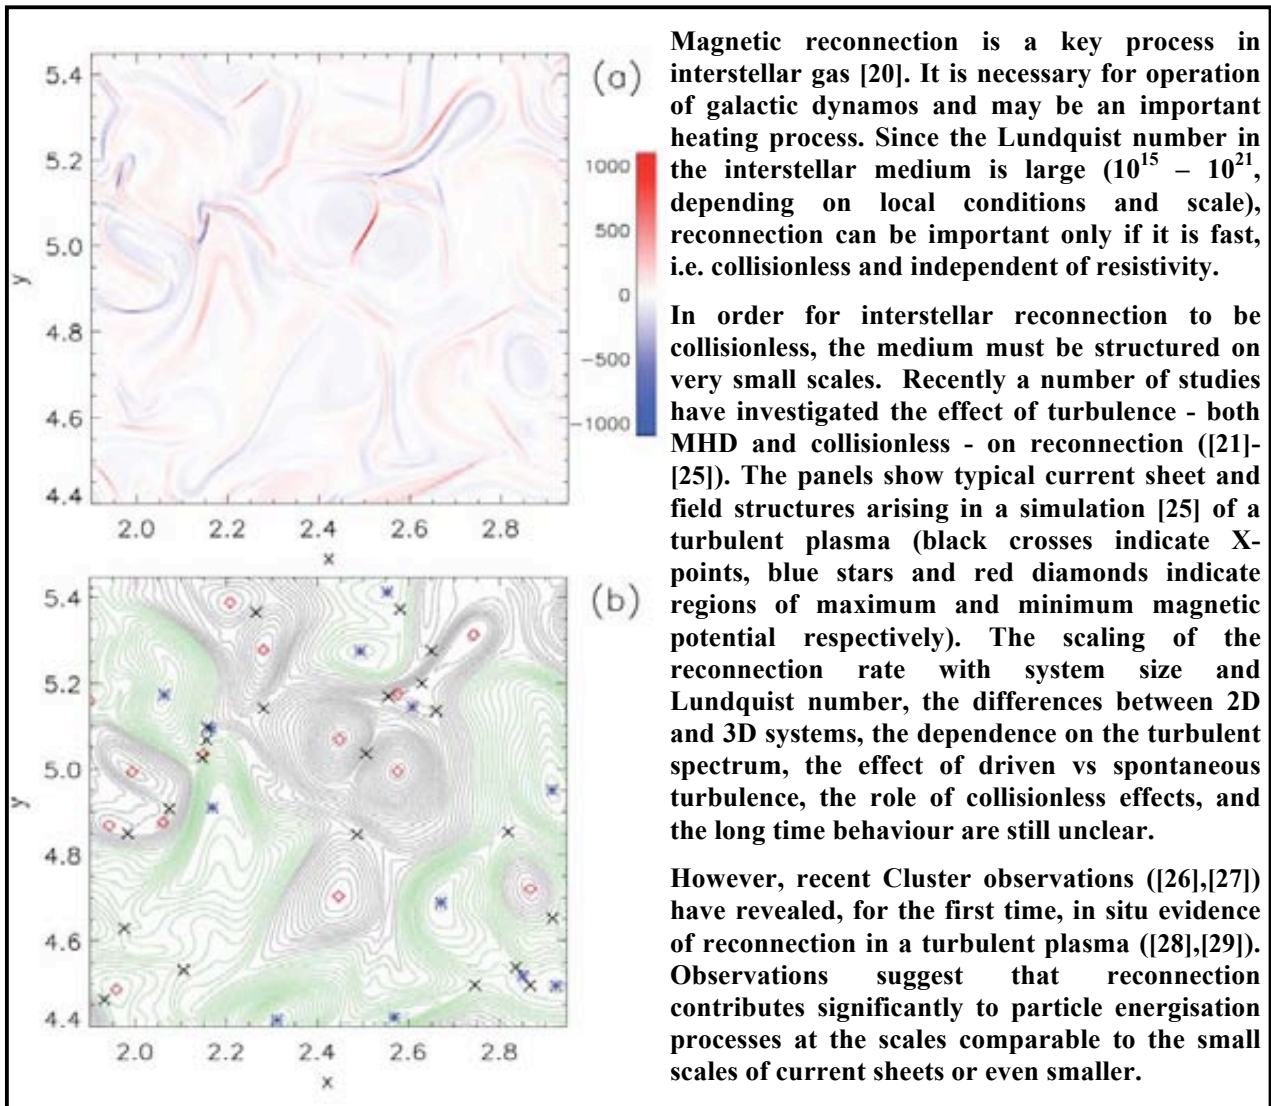 (a)
5.4
5.2
5.0
4.8
4.6
4.4
y
2.0 2.2 2.4 2.6 2.8
x
1000
500
0
−500
−1000
(b)
5.4
5.2
5.0
4.8
4.6
4.4
y
2.0 2.2 2.4 2.6 2.8
x
Magnetic reconnection is a key process in
interstellar gas [20]. It is necessary for operation
of galactic dynamos and may be an important
heating process. Since the Lundquist number in
the interstellar medium is large (10^15 – 10^21,
depending on local conditions and scale),
reconnection can be important only if it is fast,
i.e. collisionless and independent of resistivity.
In order for interstellar reconnection to be
collisionless, the medium must be structured on
very small scales. Recently a number of studies
have investigated the effect of turbulence - both
MHD and collisionless - on reconnection ([21]-
[25]). The panels show typical current sheet and
field structures arising in a simulation [25] of a
turbulent plasma (black crosses indicate X-
points, blue stars and red diamonds indicate
regions of maximum and minimum magnetic
potential respectively). The scaling of the
reconnection rate with system size and
Lundquist number, the differences between 2D
and 3D systems, the dependence on the turbulent
spectrum, the effect of driven vs spontaneous
turbulence, the role of collisionless effects, and
the long time behaviour are still unclear.
However, recent Cluster observations ([26],[27])
have revealed, for the first time, in situ evidence
of reconnection in a turbulent plasma ([28],[29]).
Observations suggest that reconnection
contributes significantly to particle energisation
processes at the scales comparable to the small
scales of current sheets or even smaller.